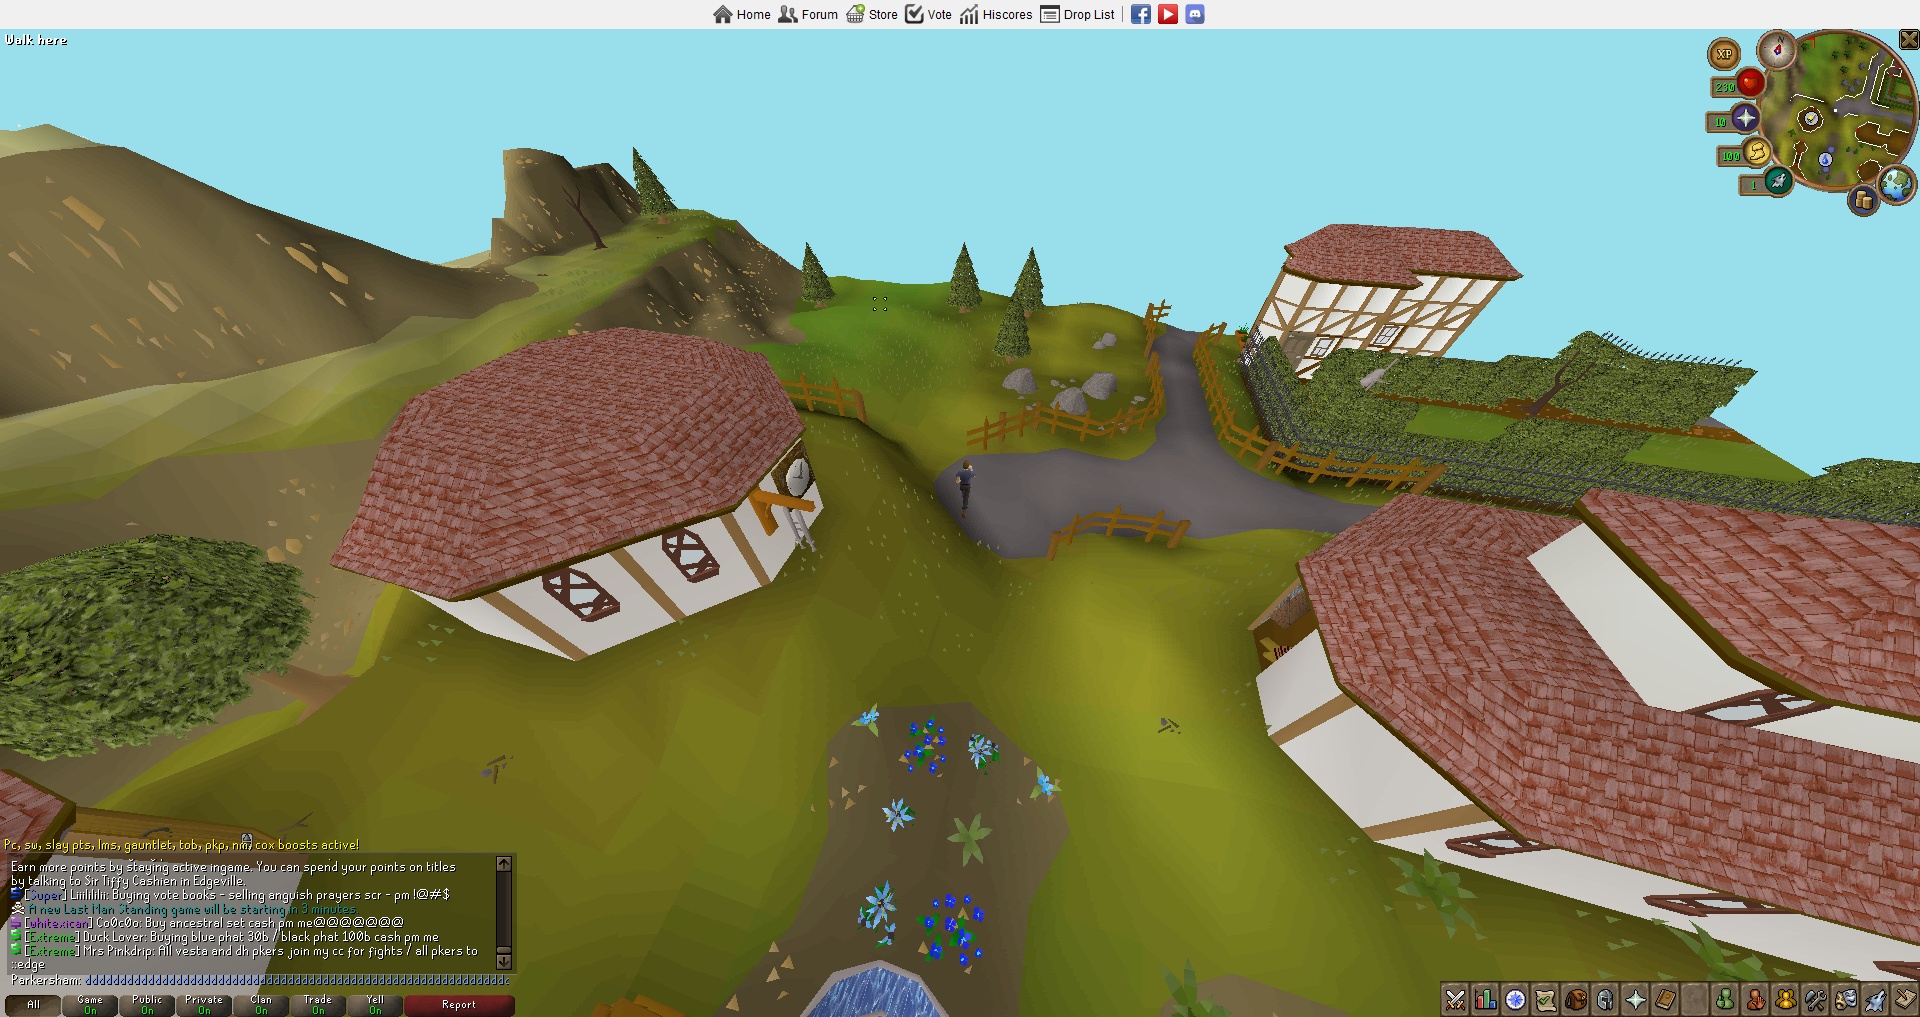 Home Forum Store Vote Hiscores Drop List
Walk here
XP
N
230
10
100
1
Pc, sw, slay pts, lms, gauntlet, tob, pkp, nm, cox boosts active!
Earn more points by staying active ingame. You can spend your points on titles
by talking to Sir Tiffy Cashien in Edgeville.
[Super] Liililili: Buying vote books - selling anguish prayers scr - pm !@#$
A new Last Man Standing game will be starting in 3 minutes.
[whitexican] Co0c0o: Buy ancestral set cash pm me@@@@@@@
[Extreme] Duck Lover: Buying blue phat 30b / black phat 100b cash pm me
[Extreme] Mrs Pinkdrip: All vesta and dh pkers join my cc for fights / all pkers to
::edge
Parkersham:
All Game Public Private Clan Trade Yell Report
On On On On On On